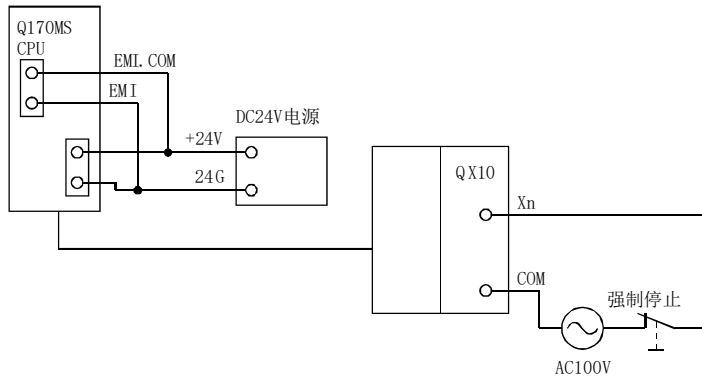 Q170MS
CPU
EMI.COM
EMI
DC24V电源
+24V
24G
QX10
Xn
COM
强制停止
AC100V